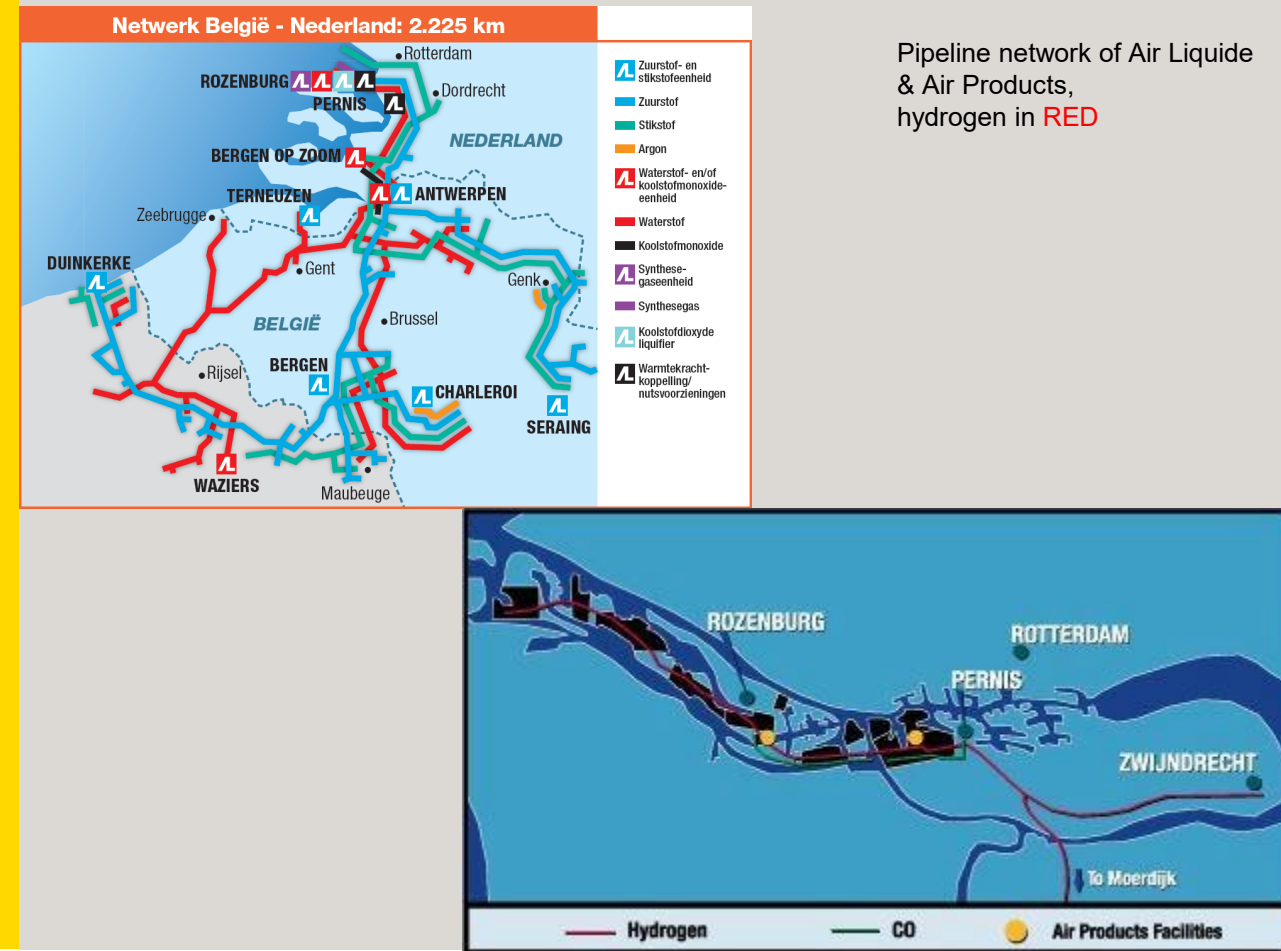 Netwerk België - Nederland: 2.225 km
Pipeline network of Air Liquide
& Air Products,
hydrogen in RED
Rotterdam
ROZENBURG
Dordrecht
PERNIS
NEDERLAND
BERGEN OP ZOOM
TERNEUZEN
ANTWERPEN
Zeebrugge
DUINKERKE
Gent
Genk
BELGIË
Brussel
BERGEN
Rijsel
CHARLEROI
SERAING
WAZIERS
Maubeuge
Zuurstof- en
stikstofeenheid
Zuurstof
Stikstof
Argon
Waterstof- en/of
koolstofmonoxide-
eenheid
Waterstof
Koolstofmonoxide
Synthese-
gaseenheid
Synthesegas
Koolstofdioxyde
liquifier
Warmtekracht-
koppelling/
nutsvoorzieningen
ROZENBURG
ROTTERDAM
PERNIS
ZWIJNDRECHT
To Moerdijk
Hydrogen
CO
Air Products Facilities